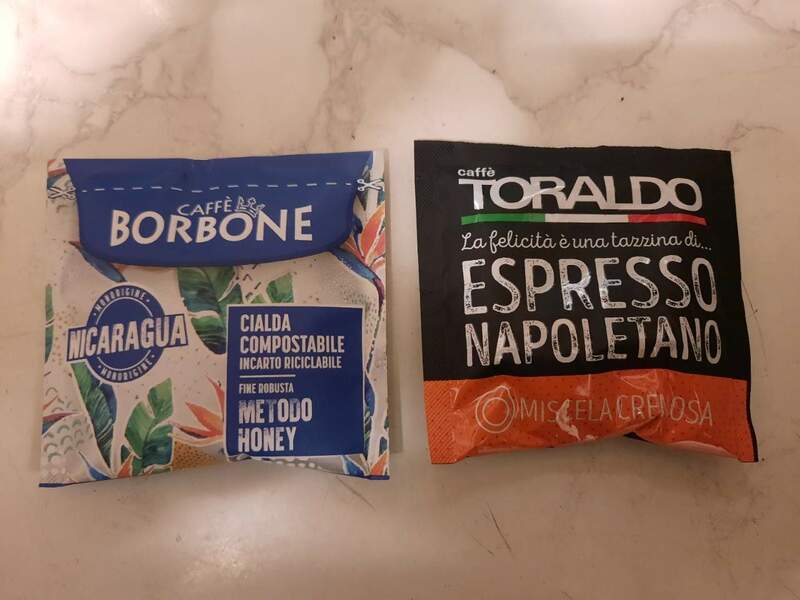 CAFFÈ
BORBONE
MONORIGINE
NICARAGUA
MONORIGINE
CIALDA
COMPOSTABILE
INCARTO RICICLABILE
FINE ROBUSTA
METODO
HONEY
caffè
TORALDO
La felicità è una tazzina di...
ESPRESSO
NAPOLETANO
MISCELA CREMOSA